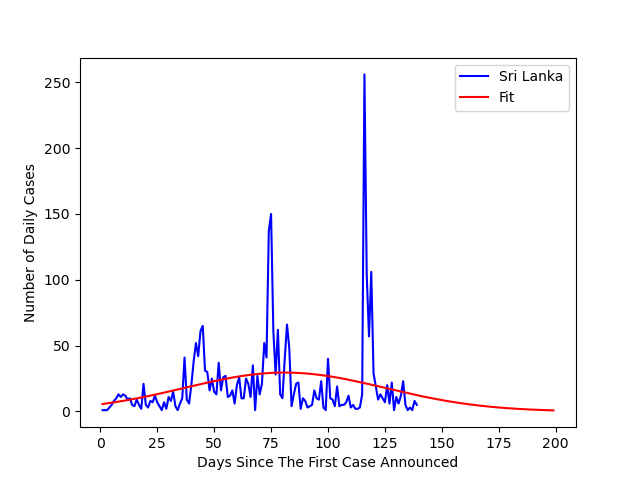 Sri Lanka
Fit
250
200
150
100
50
0
Number of Daily Cases
0 25 50 75 100 125 150 175 200
Days Since The First Case Announced